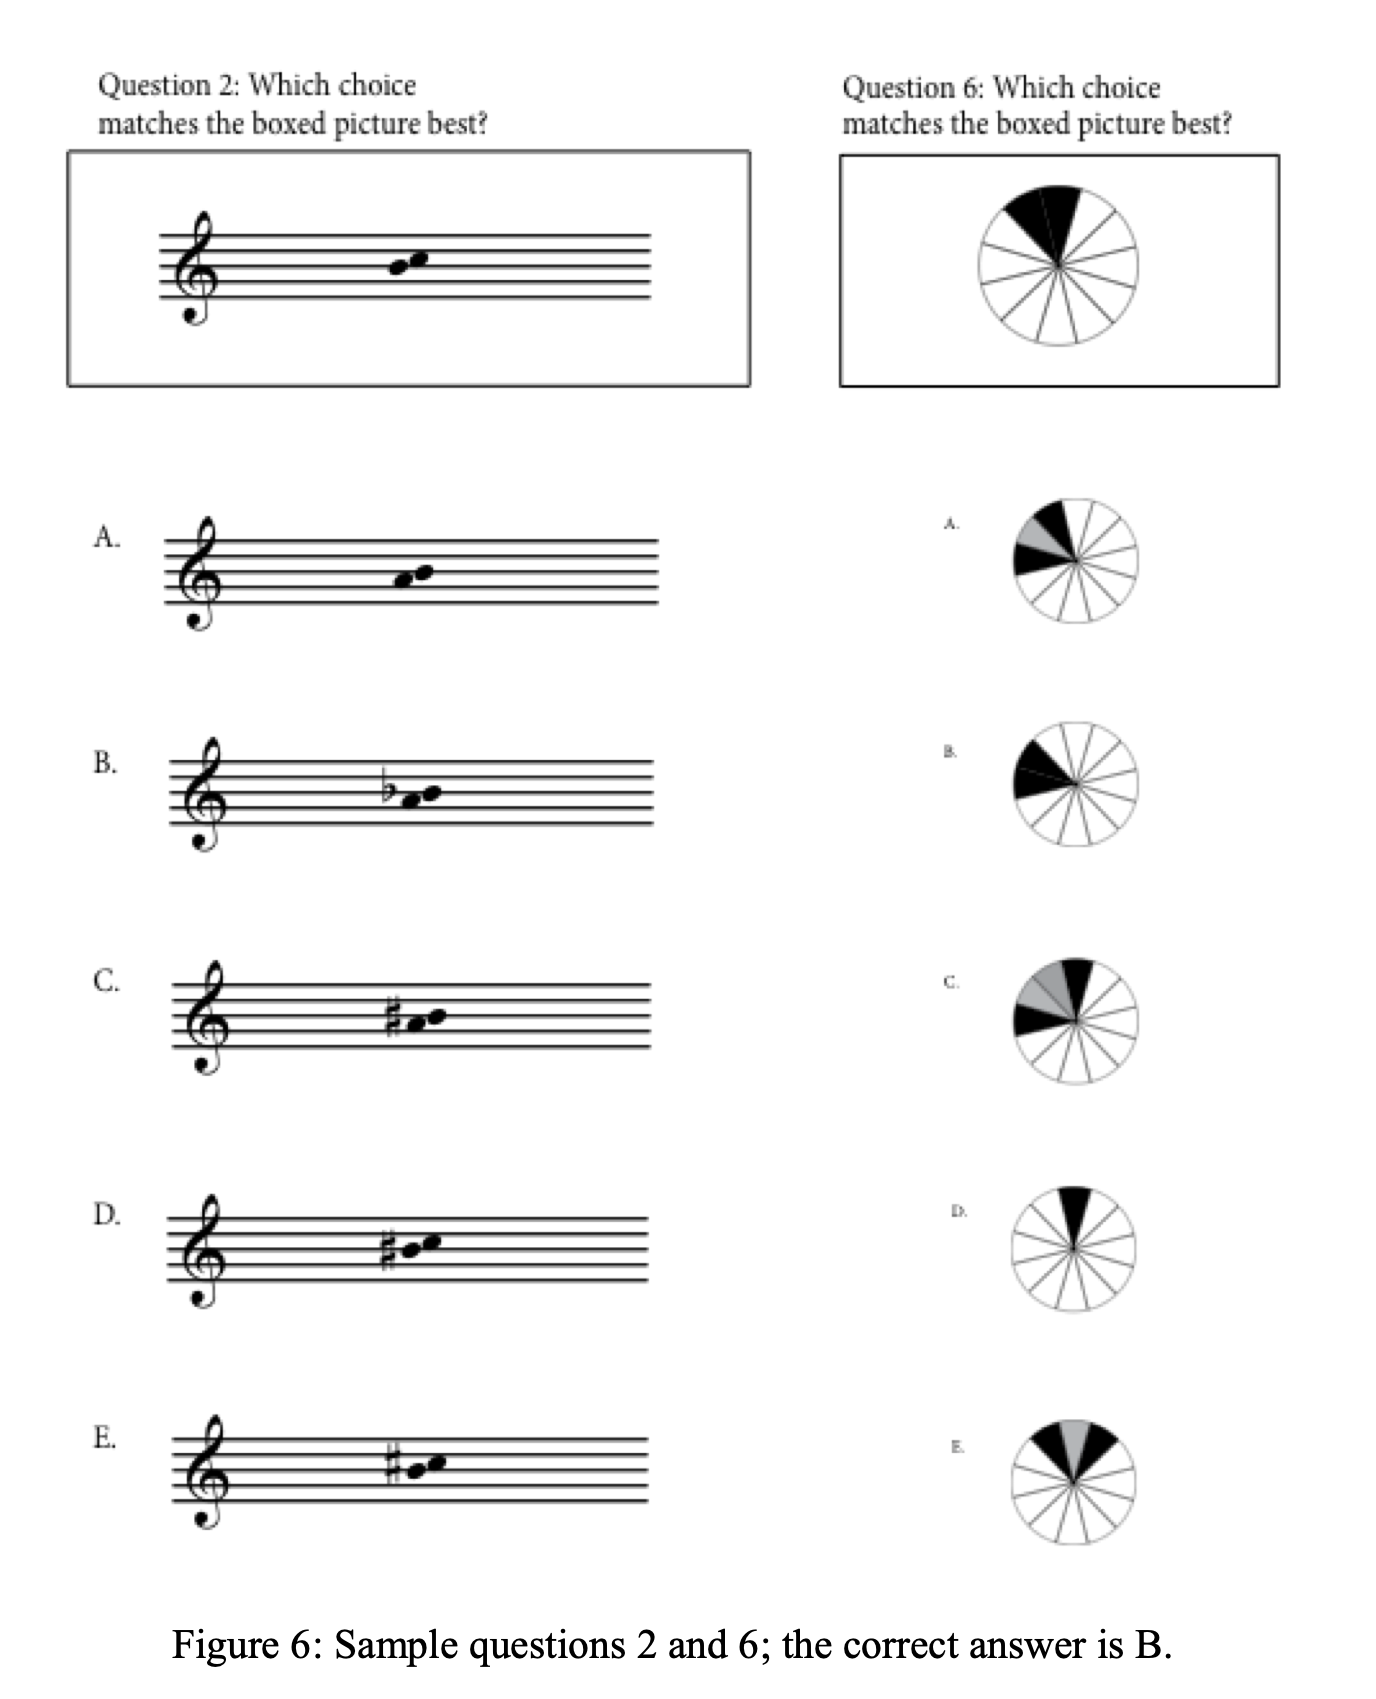 Question 2: Which choice
matches the boxed picture best?
Question 6: Which choice
matches the boxed picture best?
A.
B.
C.
D.
E.
A.
B.
C.
D.
E.
Figure 6: Sample questions 2 and 6; the correct answer is B.